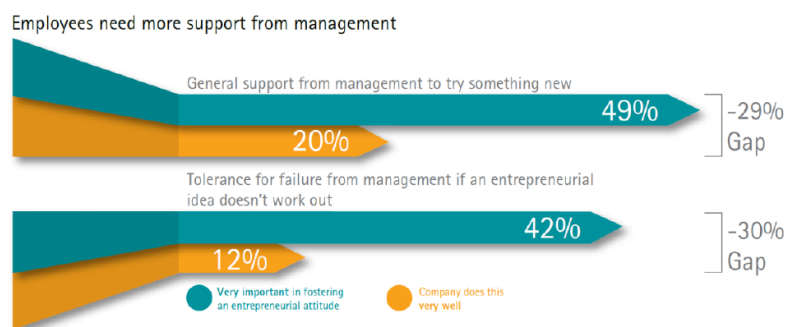 Employees need more support from management
General support from management to try something new
49%
20%
-29%
Gap
Tolerance for failure from management if an entrepreneurial
idea doesn't work out
42%
12%
-30%
Gap
Very important in fostering
an entrepreneurial attitude
Company does this
very well